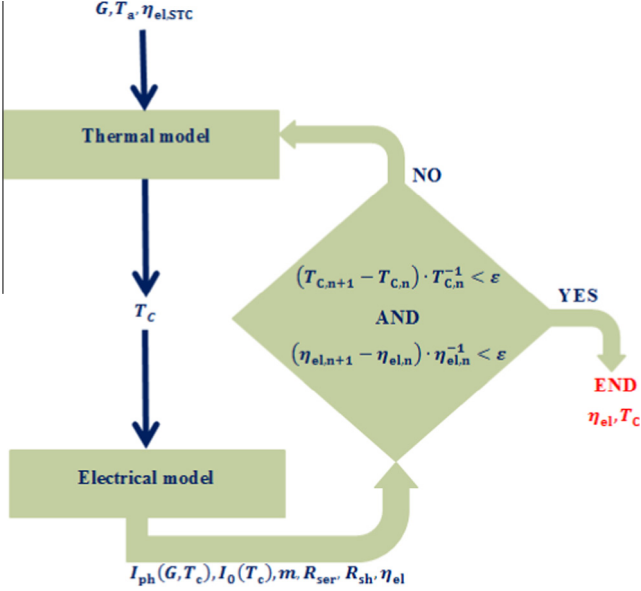 G, T_a, η_el,STC
Thermal model
NO
(T_C,n+1 − T_C,n) · T_C,n^−1 < ε
YES
T_C
AND
(η_el,n+1 − η_el,n) · η_el,n^−1 < ε
END
η_el, T_C
Electrical model
I_ph(G,T_c), I_0(T_c), m, R_ser, R_sh, η_el